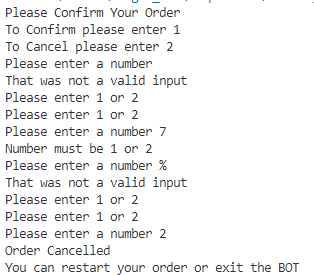 Please Confirm Your Order
To Confirm please enter 1
To Cancel please enter 2
Please enter a number
That was not a valid input
Please enter 1 or 2
Please enter 1 or 2
Please enter a number 7
Number must be 1 or 2
Please enter a number %
That was not a valid input
Please enter 1 or 2
Please enter 1 or 2
Please enter a number 2
Order Cancelled
You can restart your order or exit the BOT